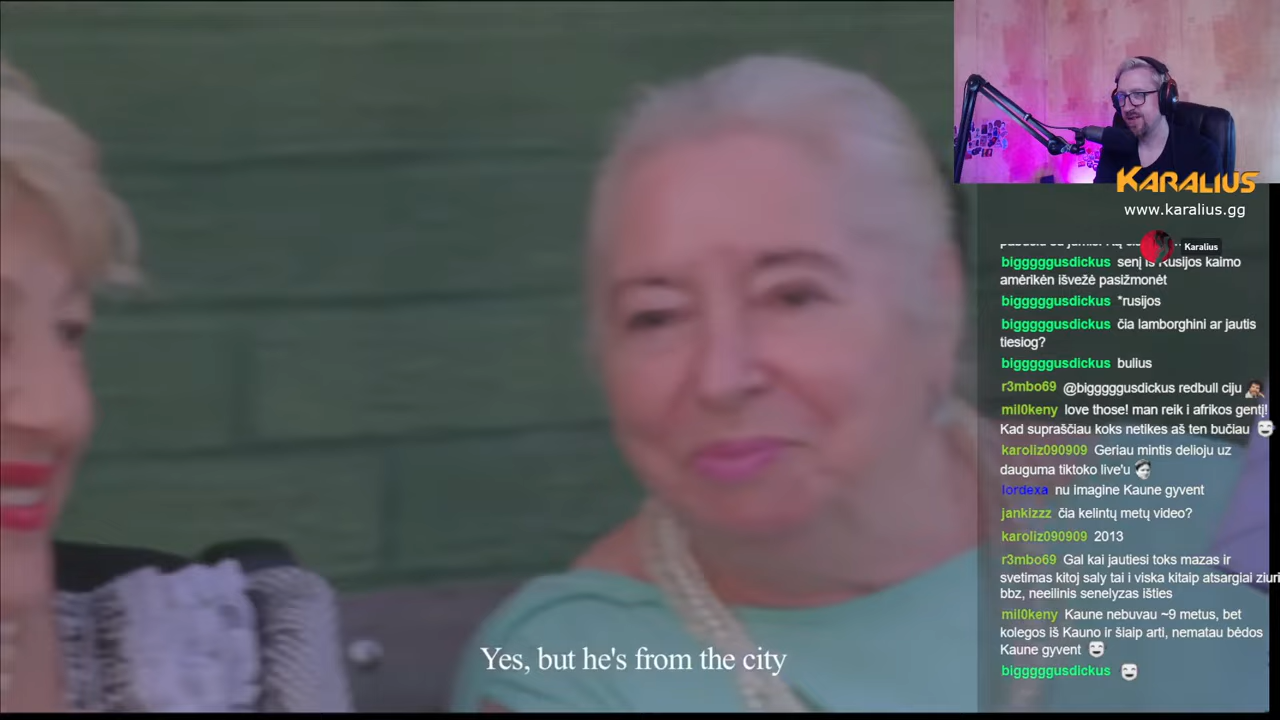 KARALIUS
www.karalius.gg
Karalius
bigggggusdickus senį iš Rusijos kaimo
amėrikėn išvežė pasižmonėt
bigggggusdickus *rusijos
bigggggusdickus čia lamborghini ar jautis
tiesiog?
bigggggusdickus bulius
r3mbo69 @bigggggusdickus redbull ciju
mil0keny love those! man reik i afrikos gentį!
Kad supraščiau koks netikes aš ten bučiau
karoliz090909 Geriau mintis delioju uz
dauguma tiktoko live'u
lordexa nu imagine Kaune gyvent
jankizzz čia kelintų metų video?
karoliz090909 2013
r3mbo69 Gal kai jautiesi toks mazas ir
svetimas kitoj saly tai i viska kitaip atsargiai ziuri
bbz, neeilinis senelyzas išties
mil0keny Kaune nebuvau ~9 metus, bet
kolegos iš Kauno ir šiaip arti, nematau bėdos
Kaune gyvent
bigggggusdickus
Yes, but he's from the city